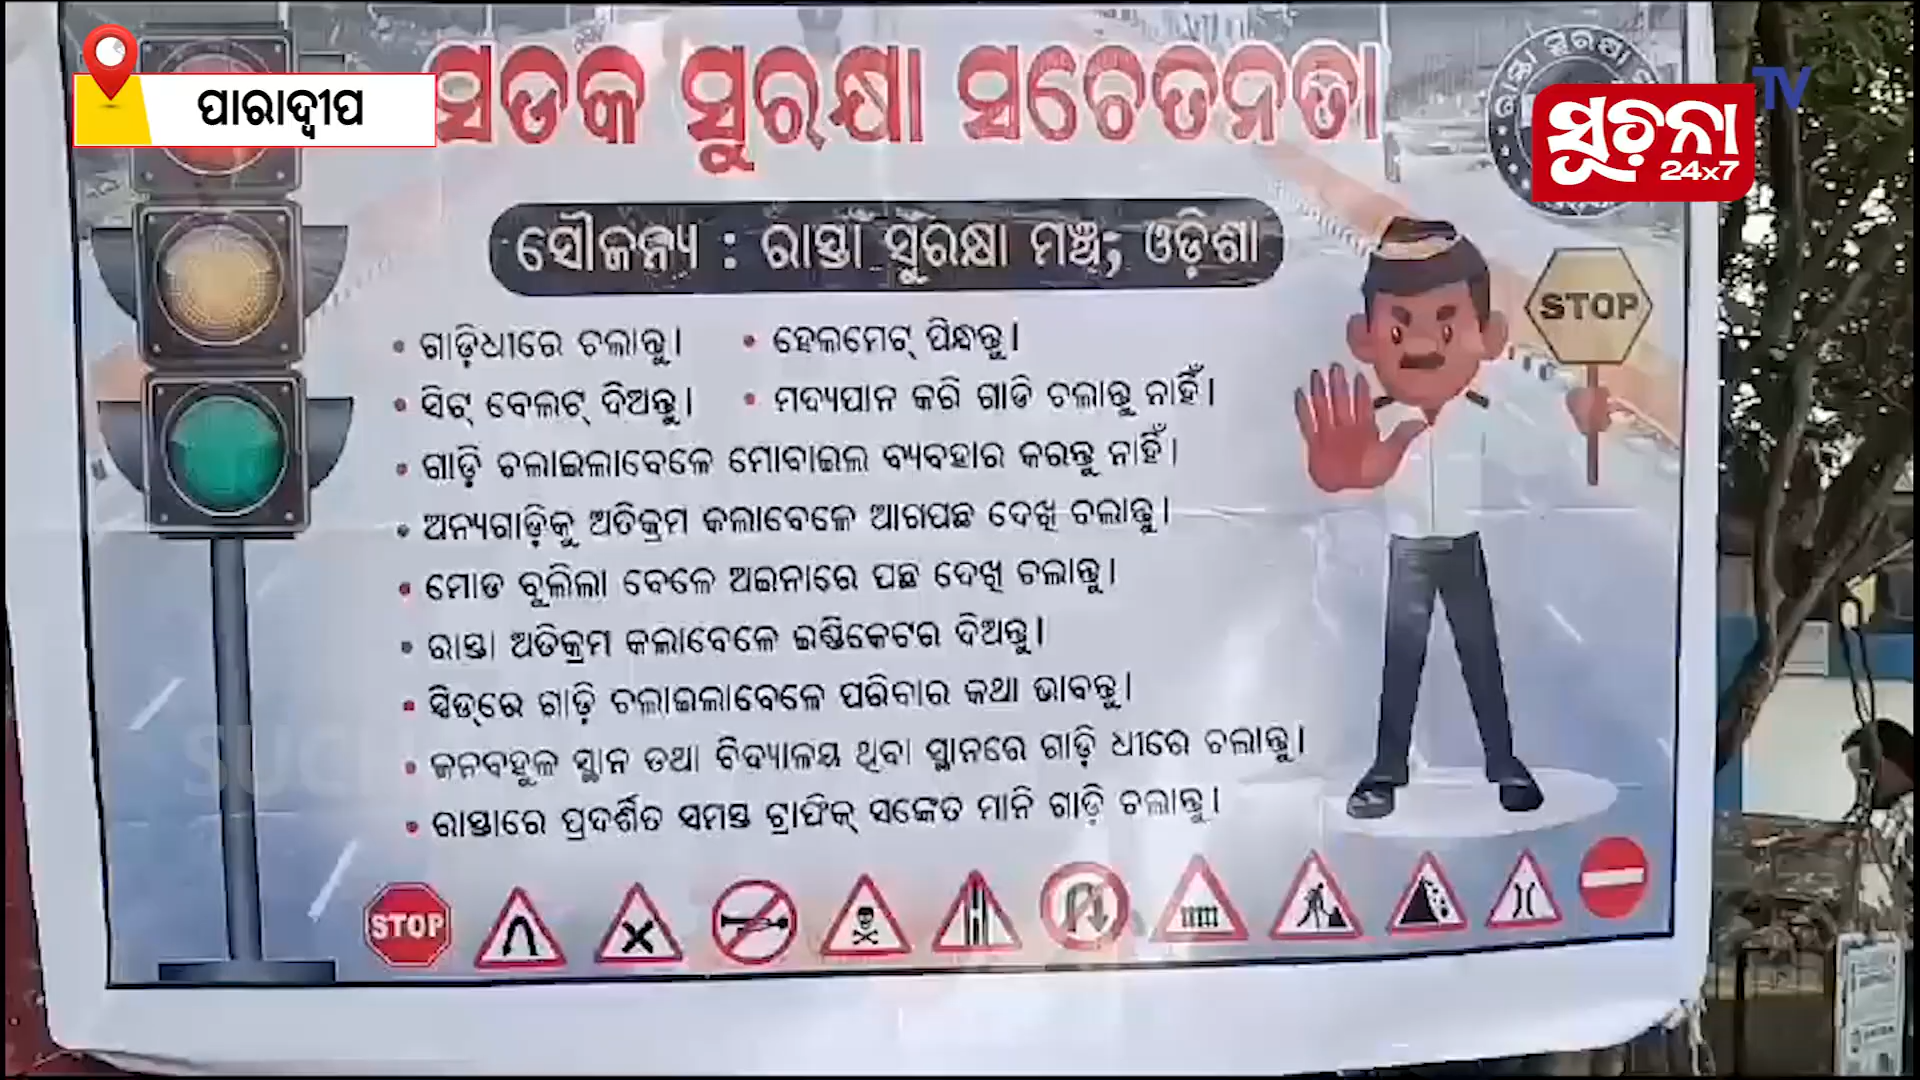 ପାରାଦ୍ୱୀପ
ସଡକ ସୁରକ୍ଷା ସଚେତନତା
ରାସ୍ତା ସୁରକ୍ଷା
TV
ସୂଚନା
24x7
ସୌଜନ୍ୟ : ରାସ୍ତା ସୁରକ୍ଷା ମଞ୍ଚ, ଓଡ଼ିଶା
STOP
• ଗାଡ଼ିଧୀରେ ଚଲାନ୍ତୁ। • ହେଲମେଟ୍ ପିନ୍ଧନ୍ତୁ।
• ସିଟ୍ ବେଲଟ୍ ଦିଅନ୍ତୁ। • ମଦ୍ୟପାନ କରି ଗାଡି ଚଲାନ୍ତୁ ନାହିଁ।
• ଗାଡ଼ି ଚଲାଇଲାବେଳେ ମୋବାଇଲ ବ୍ୟବହାର କରନ୍ତୁ ନାହିଁ।
• ଅନ୍ୟଗାଡ଼ିକୁ ଅତିକ୍ରମ କଲାବେଳେ ଆଗପଛ ଦେଖି ଚଲାନ୍ତୁ।
• ମୋଡ ବୁଲିଲା ବେଳେ ଅଇନାରେ ପଛ ଦେଖି ଚଲାନ୍ତୁ।
• ରାସ୍ତା ଅତିକ୍ରମ କଲାବେଳେ ଇଣ୍ଡିକେଟର ଦିଅନ୍ତୁ।
• ସ୍ପିଡ୍‌ରେ ଗାଡ଼ି ଚଲାଇଲାବେଳେ ପରିବାର କଥା ଭାବନ୍ତୁ।
• ଜନବହୁଳ ସ୍ଥାନ ତଥା ବିଦ୍ୟାଳୟ ଥିବା ସ୍ଥାନରେ ଗାଡ଼ି ଧୀରେ ଚଲାନ୍ତୁ।
• ରାସ୍ତାରେ ପ୍ରଦର୍ଶିତ ସମସ୍ତ ଟ୍ରାଫିକ୍ ସଙ୍କେତ ମାନି ଗାଡ଼ି ଚଲାନ୍ତୁ।
STOP